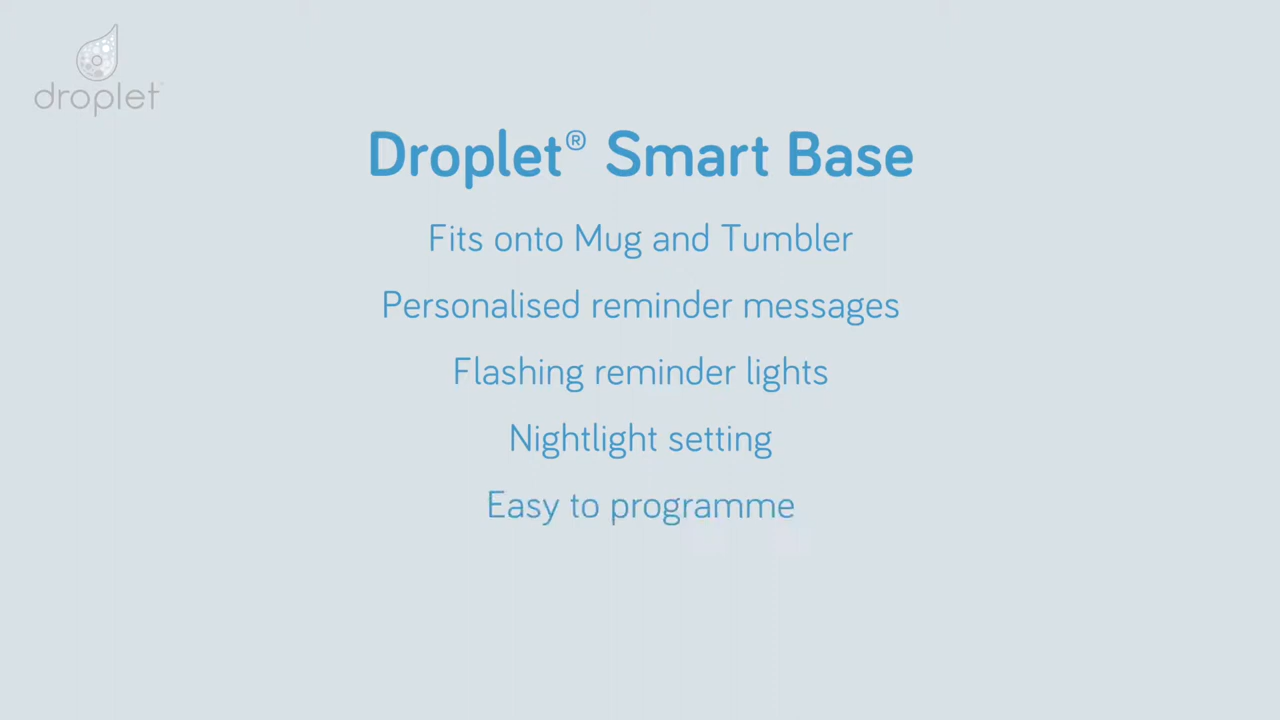 droplet
Droplet® Smart Base
Fits onto Mug and Tumbler
Personalised reminder messages
Flashing reminder lights
Nightlight setting
Easy to programme